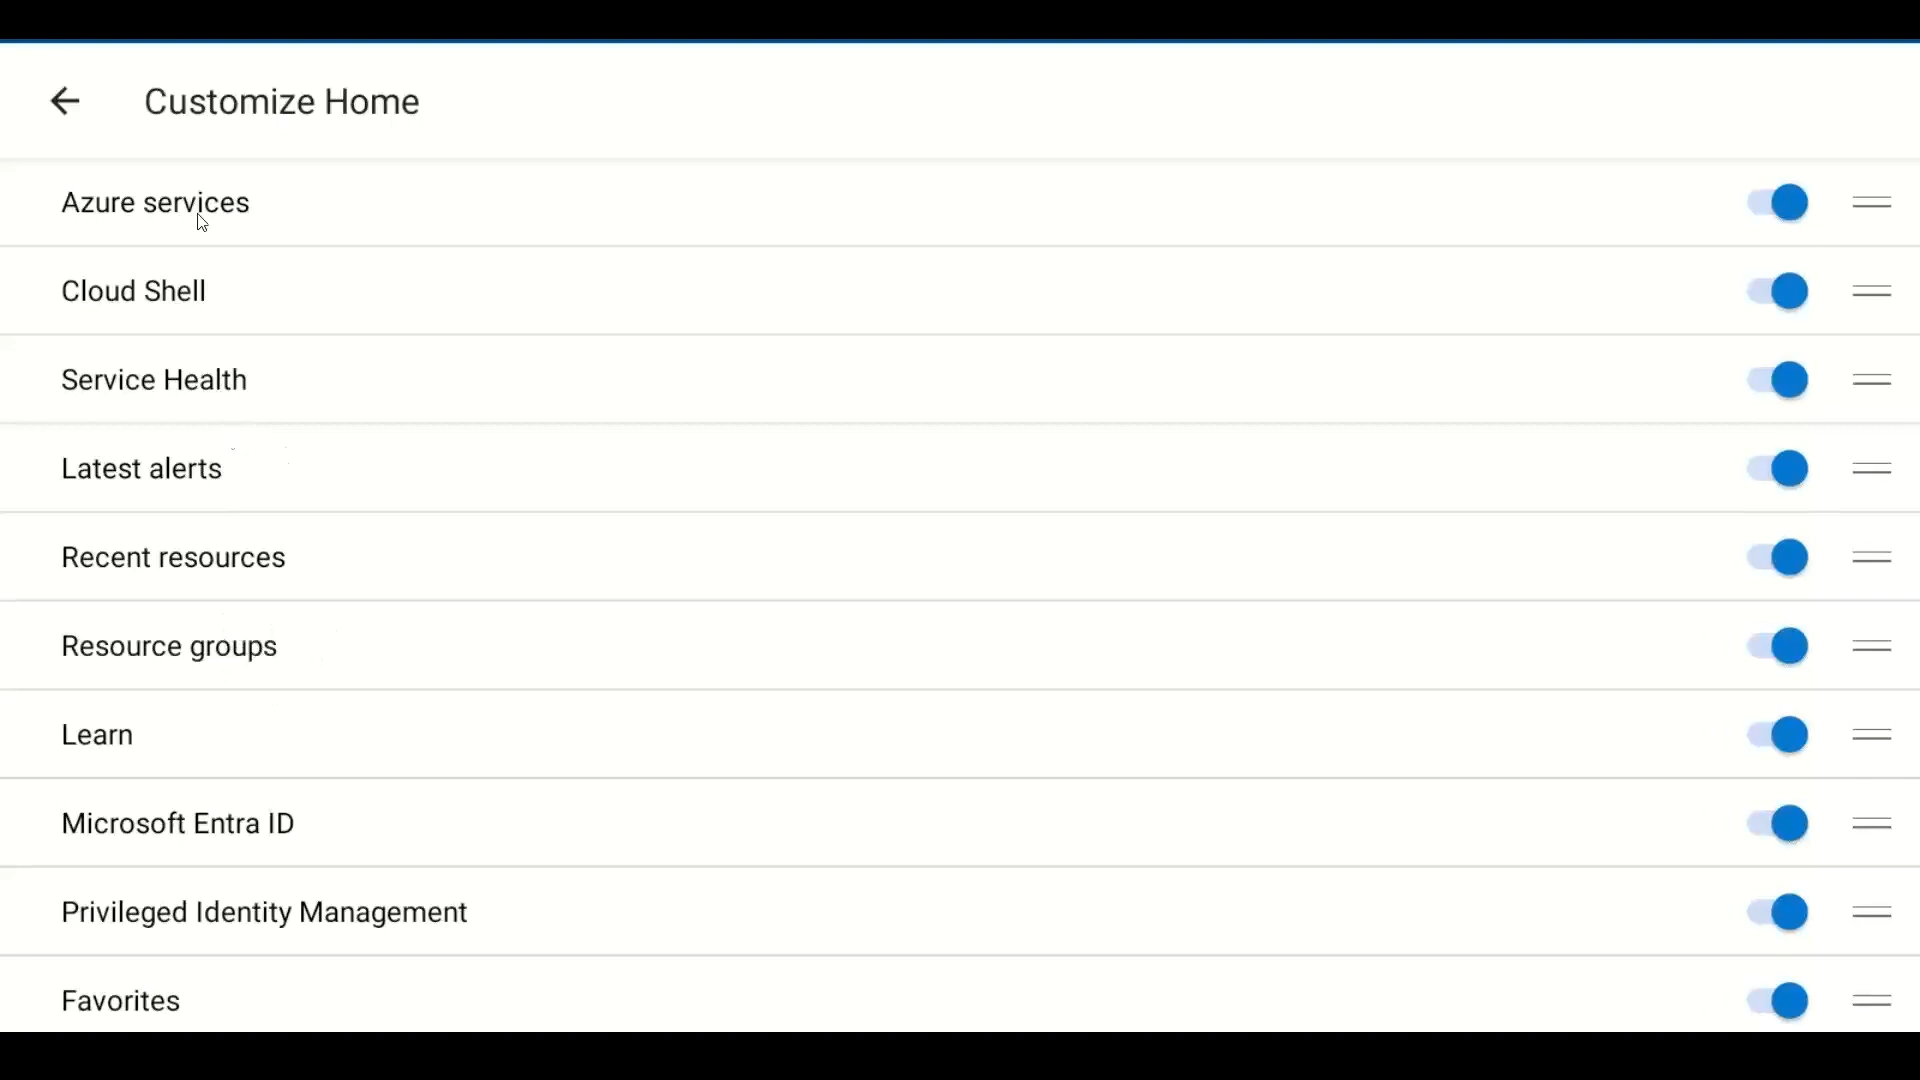 Customize Home
Azure services
Cloud Shell
Service Health
Latest alerts
Recent resources
Resource groups
Learn
Microsoft Entra ID
Privileged Identity Management
Favorites